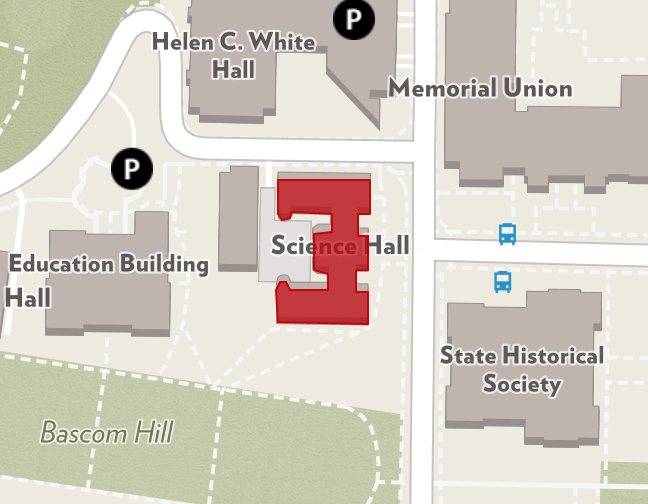 P
Helen C. White
Hall
Memorial Union
P
Science Hall
Education Building
Hall
State Historical
Society
Bascom Hill